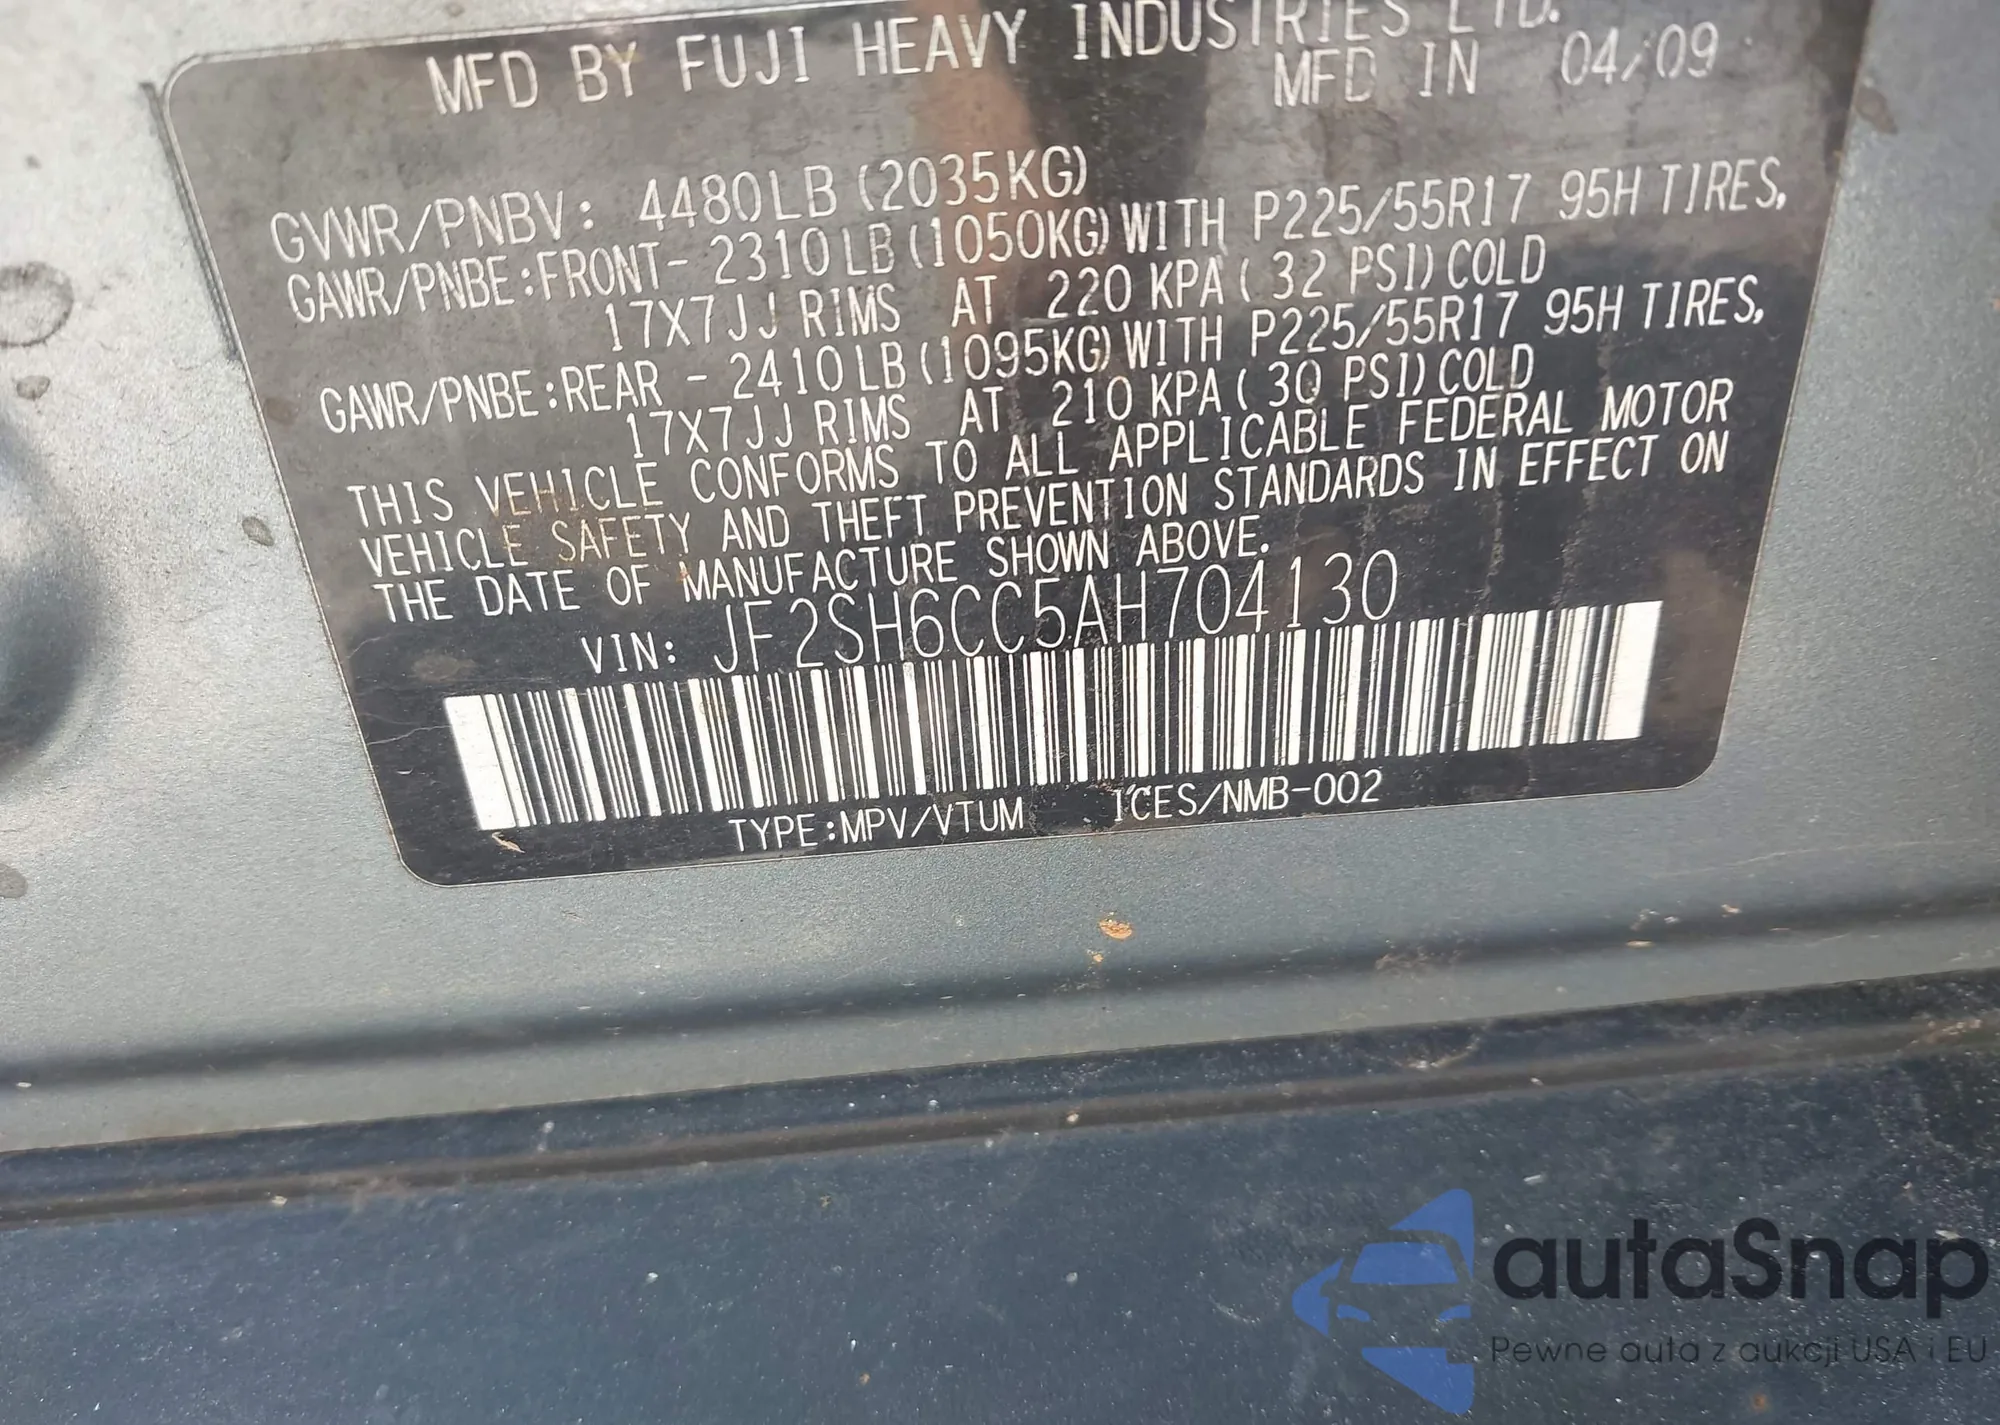 MFD BY FUJI HEAVY INDUSTRIES LTD.
MFD IN 04/09
GVWR/PNBV: 4480LB (2035KG)
GAWR/PNBE:FRONT- 2310LB (1050KG) WITH P225/55R17 95H TIRES,
17X7JJ RIMS AT 220 KPA ( 32 PSI) COLD
GAWR/PNBE:REAR - 2410LB (1095KG) WITH P225/55R17 95H TIRES,
17X7JJ RIMS AT 210 KPA ( 30 PSI) COLD
THIS VEHICLE CONFORMS TO ALL APPLICABLE FEDERAL MOTOR
VEHICLE SAFETY AND THEFT PREVENTION STANDARDS IN EFFECT ON
THE DATE OF MANUFACTURE SHOWN ABOVE.
VIN: JF2SH6CC5AH704130
TYPE:MPV/VTUM ICES/NMB-002
autaSnap
Pewne auta z aukcji USA i EU